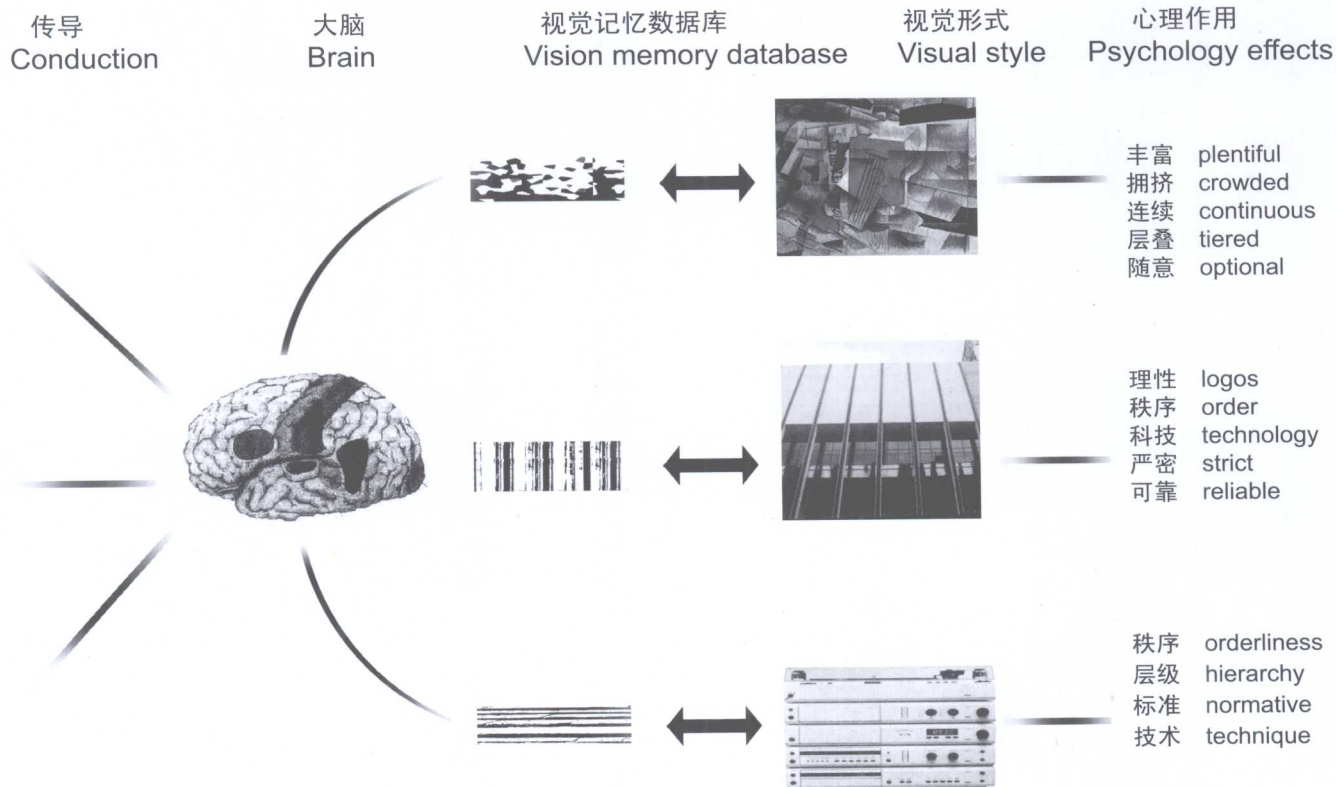 传导 大脑 视觉记忆数据库 视觉形式 心理作用
Conduction Brain Vision memory database Visual style Psychology effects
丰富 plentiful
拥挤 crowded
连续 continuous
层叠 tiered
随意 optional
理性 logos
秩序 order
科技 technology
严密 strict
可靠 reliable
秩序 orderliness
层级 hierarchy
标准 normative
技术 technique